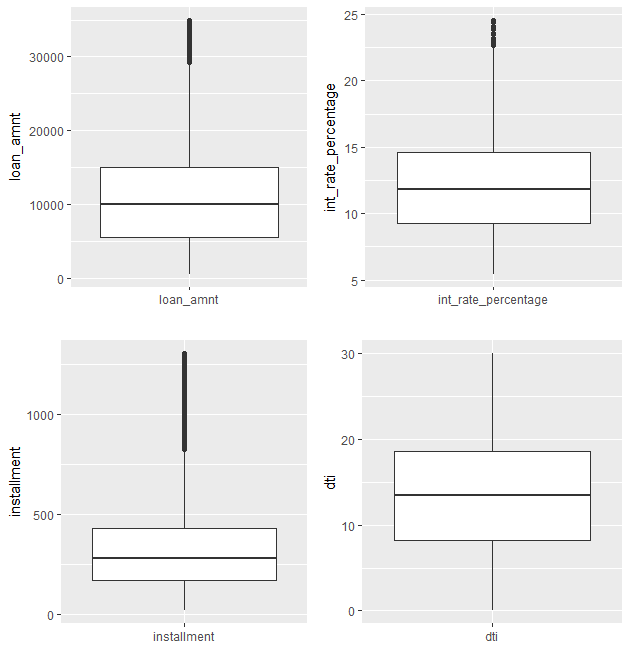 loan_amnt
30000
20000
10000
0
loan_amnt
int_rate_percentage
25
20
15
10
5
int_rate_percentage
installment
1000
500
0
installment
dti
30
20
10
0
dti